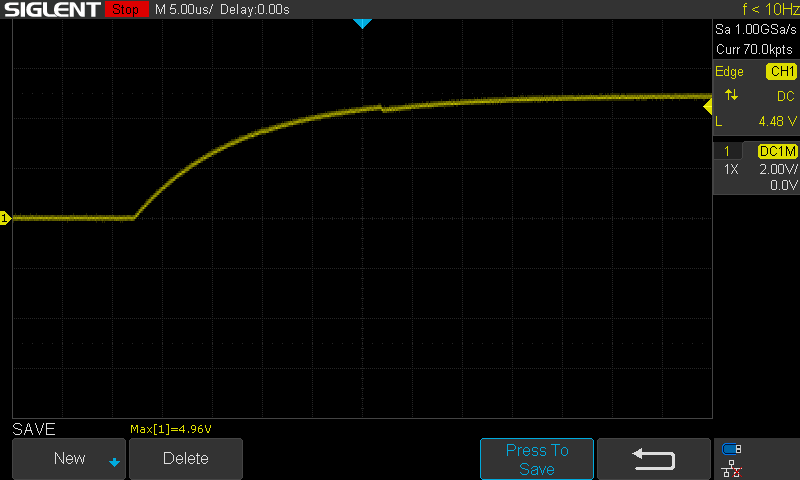 SIGLENT Stop M 5.00us/ Delay:0.00s f < 10Hz
Sa 1.00GSa/s
Curr 70.0kpts
Edge CH1
DC
L 4.48 V
1 DC1M
1X 2.00V/
0.0V
1
SAVE Max[1]=4.96V
New Delete Press To Save